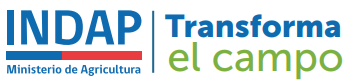 INDAP
Ministerio de Agricultura
Transforma
el campo